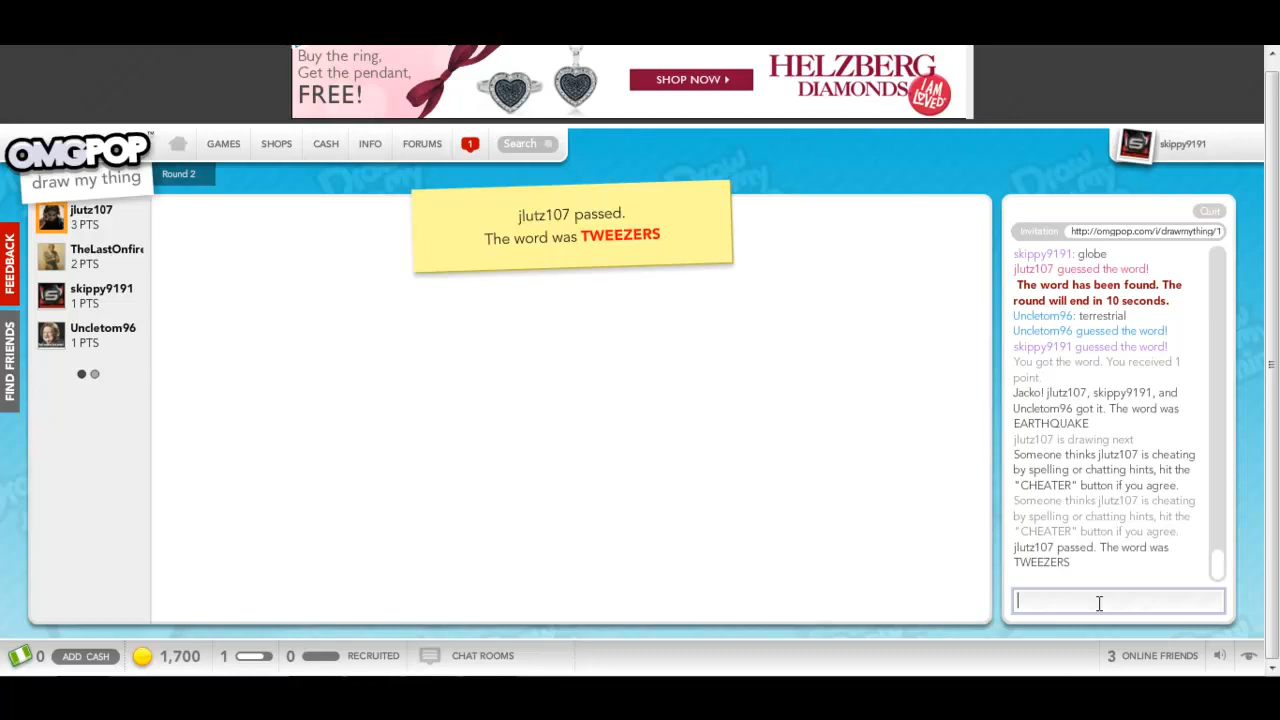 Buy the ring,
Get the pendant,
FREE!
SHOP NOW
HELZBERG
DIAMONDS
I AM
LOVED
OMGPOP™
draw my thing
GAMES
SHOPS
CASH
INFO
FORUMS
1
Search
skippy9191
Round 2
jlutz107
3 PTS
TheLastOnfire
2 PTS
skippy9191
1 PTS
Uncletom96
1 PTS
FEEDBACK
FIND FRIENDS
jlutz107 passed.
The word was TWEEZERS
Quit
Invitation http://omgpop.com/i/drawmything/1
skippy9191: globe
jlutz107 guessed the word!
The word has been found. The
round will end in 10 seconds.
Uncletom96: terrestrial
Uncletom96 guessed the word!
skippy9191 guessed the word!
You got the word. You received 1
point.
Jacko! jlutz107, skippy9191, and
Uncletom96 got it. The word was
EARTHQUAKE
jlutz107 is drawing next
Someone thinks jlutz107 is cheating
by spelling or chatting hints, hit the
"CHEATER" button if you agree.
Someone thinks jlutz107 is cheating
by spelling or chatting hints, hit the
"CHEATER" button if you agree.
jlutz107 passed. The word was
TWEEZERS
0 ADD CASH 1,700 1 0 RECRUITED CHAT ROOMS 3 ONLINE FRIENDS